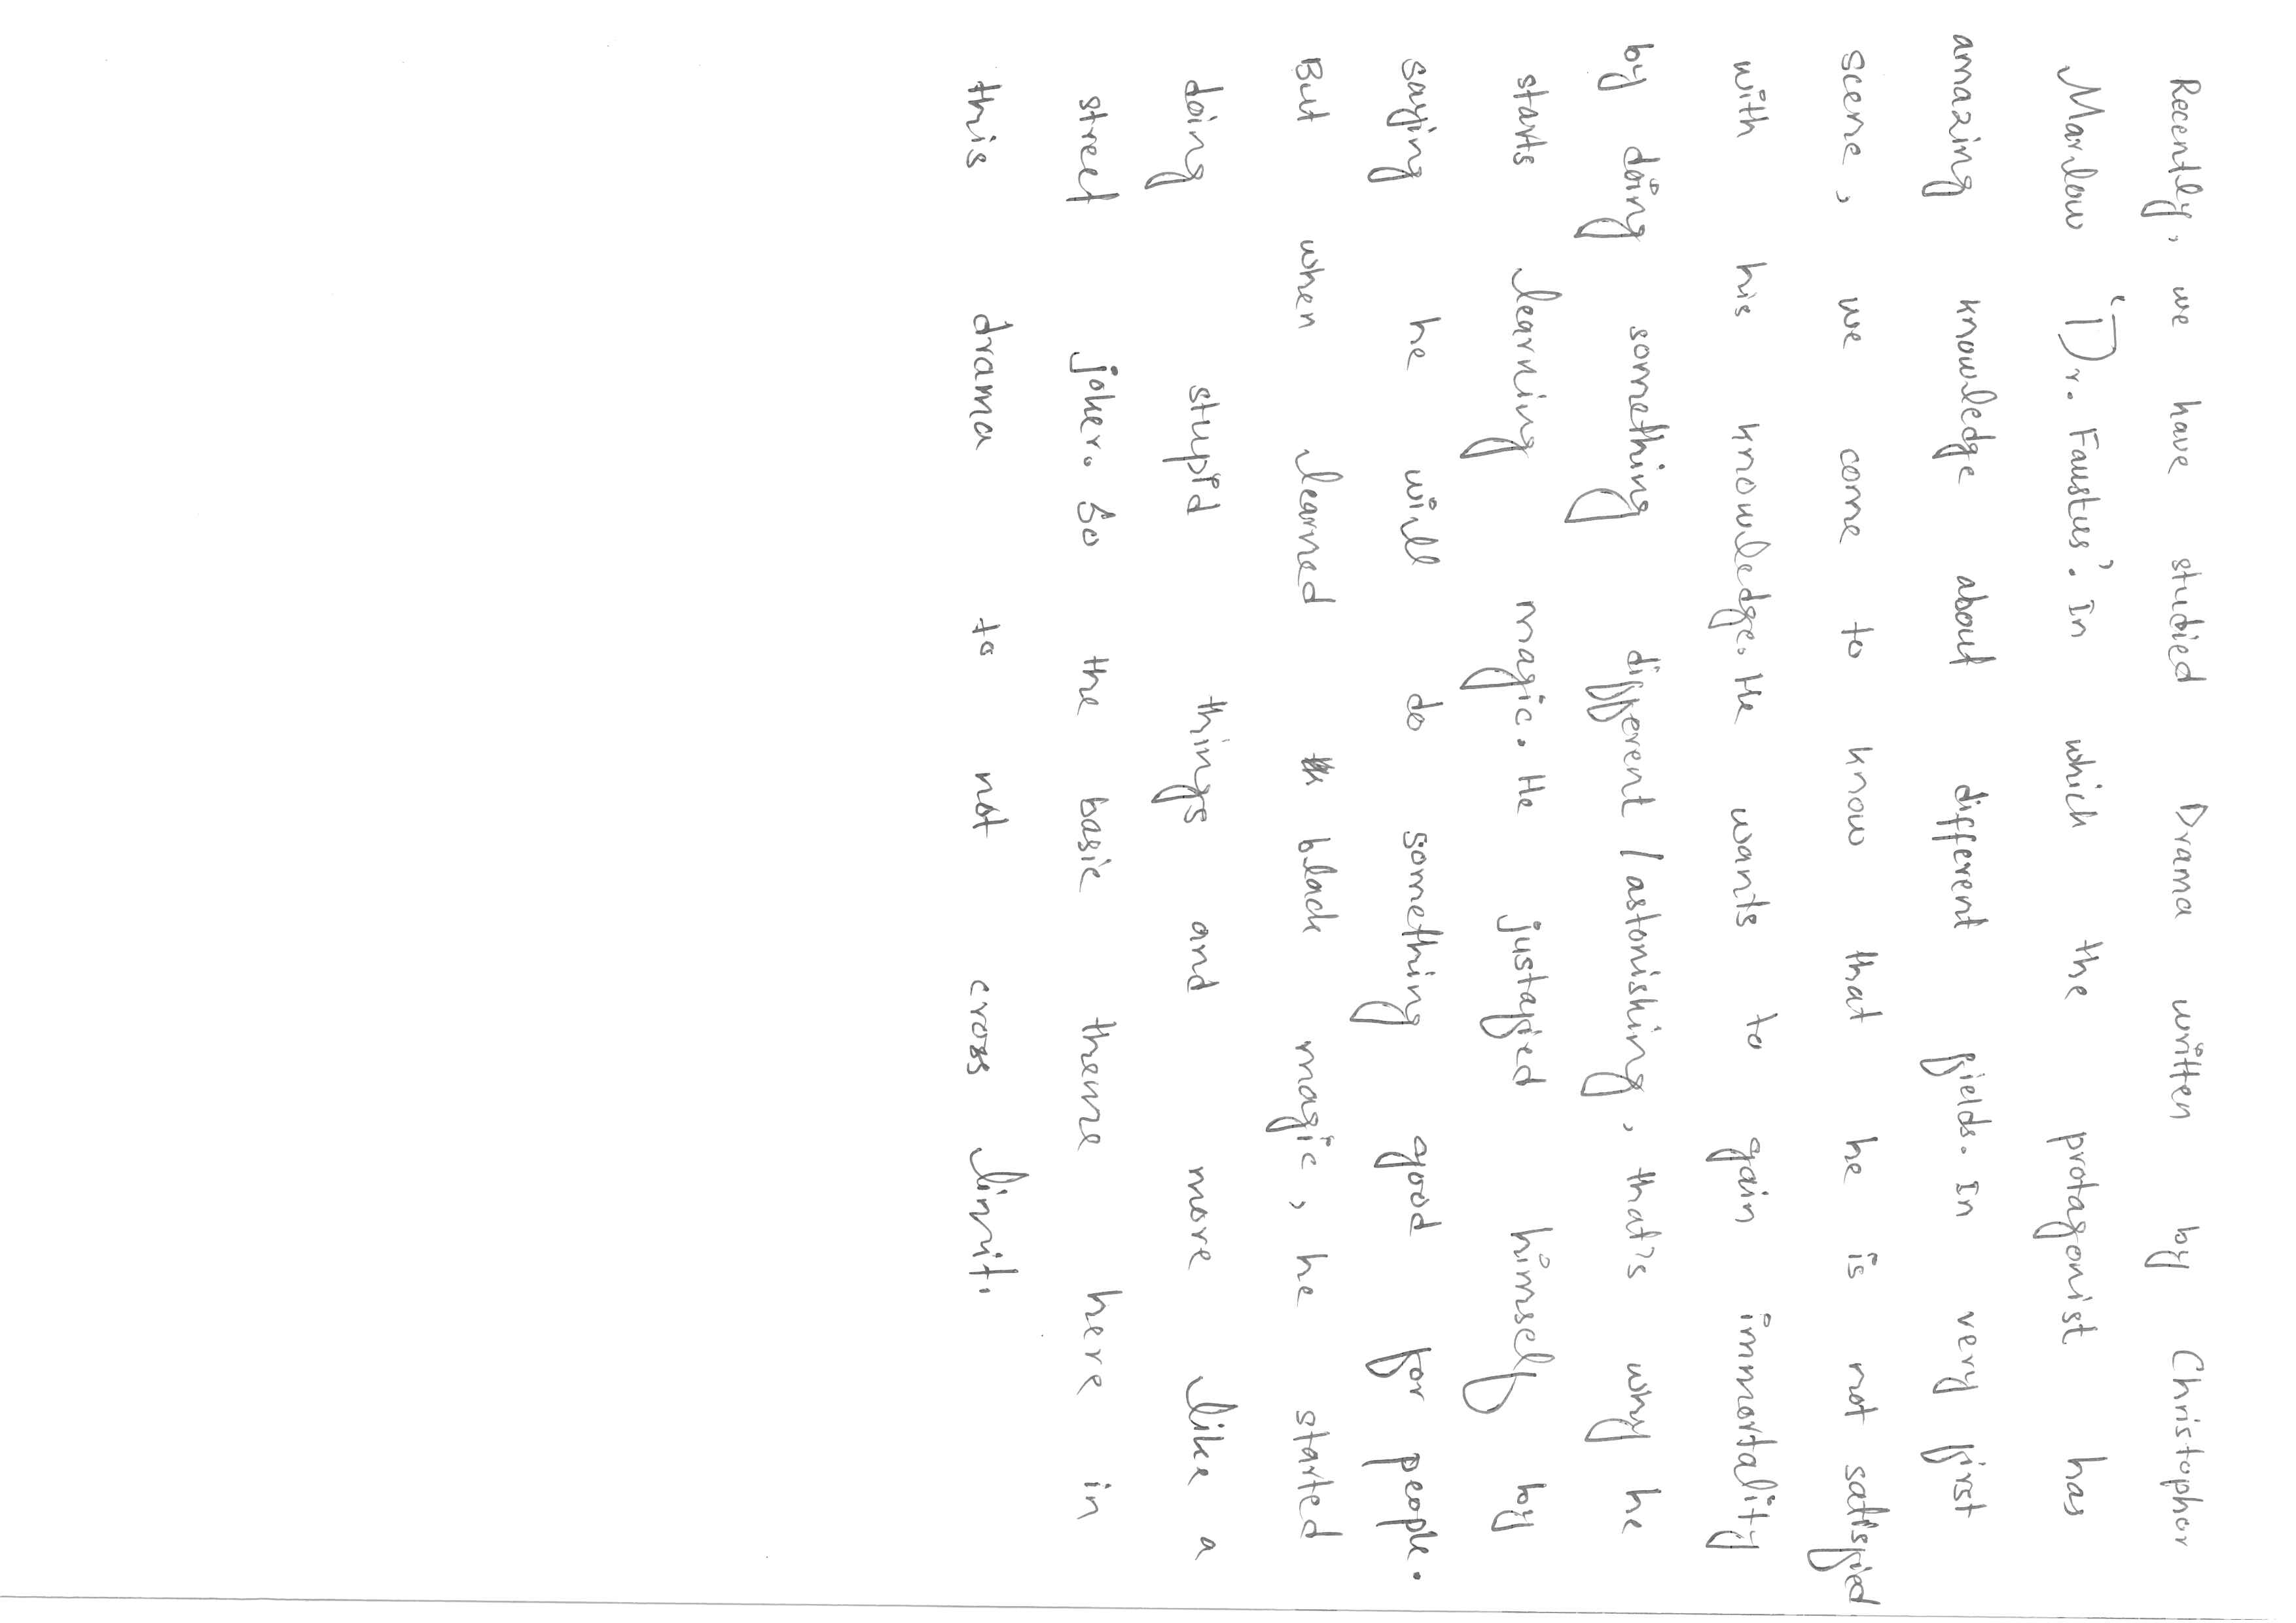 Recently, we have studied Drama written by Christophor
Marlow 'Dr. Faustus'. In which the protagonist has
amazing knowledge about different fields. In very first
scene, we come to know that he is not satisfied
with his knowledge. He wants to gain immortality
by doing something different / astonishing, that's why he
starts learning magic. He justafied himself by
saying he will do something good for people.
But when learned black magic, he started
doing stupid things and more like a
street joker. So the basic theme here in
this drama to not cross limit.